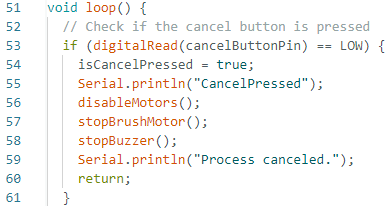 51 void loop() {
52 // Check if the cancel button is pressed
53 if (digitalRead(cancelButtonPin) == LOW) {
54 isCancelPressed = true;
55 Serial.println("CancelPressed");
56 disableMotors();
57 stopBrushMotor();
58 stopBuzzer();
59 Serial.println("Process canceled.");
60 return;
61 }